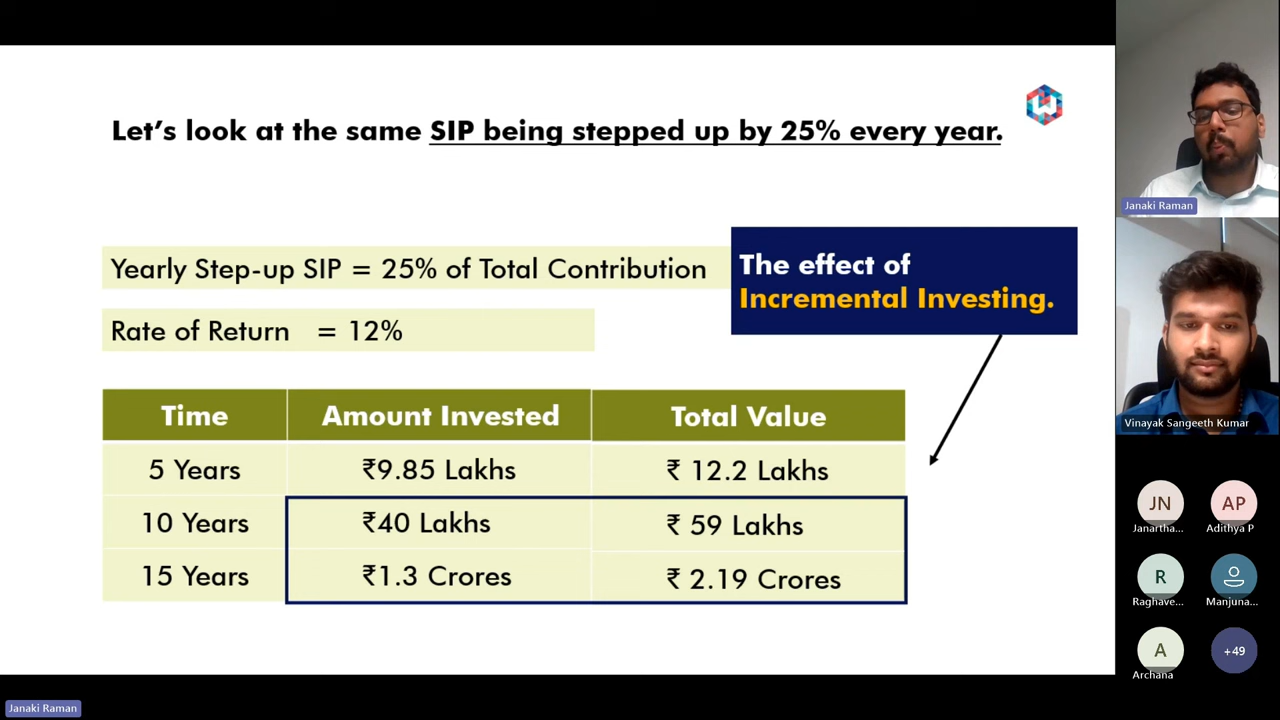 Let's look at the same SIP being stepped up by 25% every year.
Yearly Step-up SIP = 25% of Total Contribution
Rate of Return = 12%
The effect of
Incremental Investing.
Time Amount Invested Total Value
5 Years ₹9.85 Lakhs ₹ 12.2 Lakhs
10 Years ₹40 Lakhs ₹ 59 Lakhs
15 Years ₹1.3 Crores ₹ 2.19 Crores
Janaki Raman
Vinayak Sangeeth Kumar
JN AP
Janartha... Adithya P
R
Raghave... Manjuna...
A +49
Archana
Janaki Raman